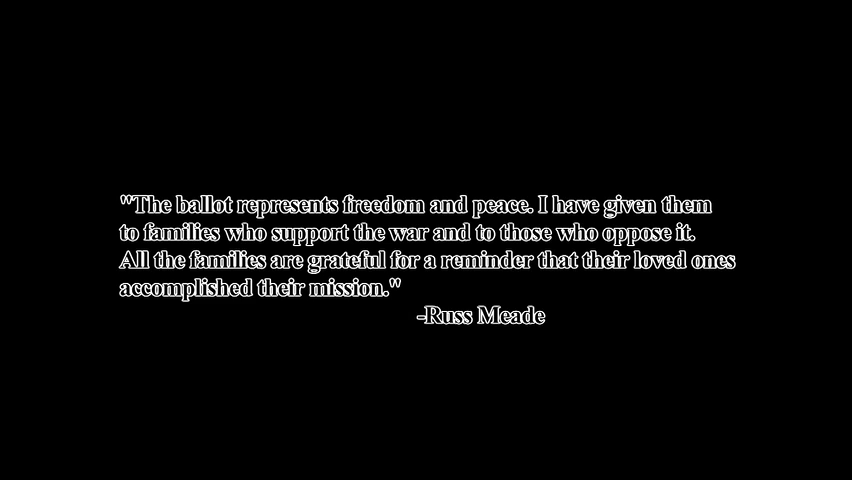 "The ballot represents freedom and peace. I have given them
to families who support the war and to those who oppose it.
All the families are grateful for a reminder that their loved ones
accomplished their mission."
-Russ Meade